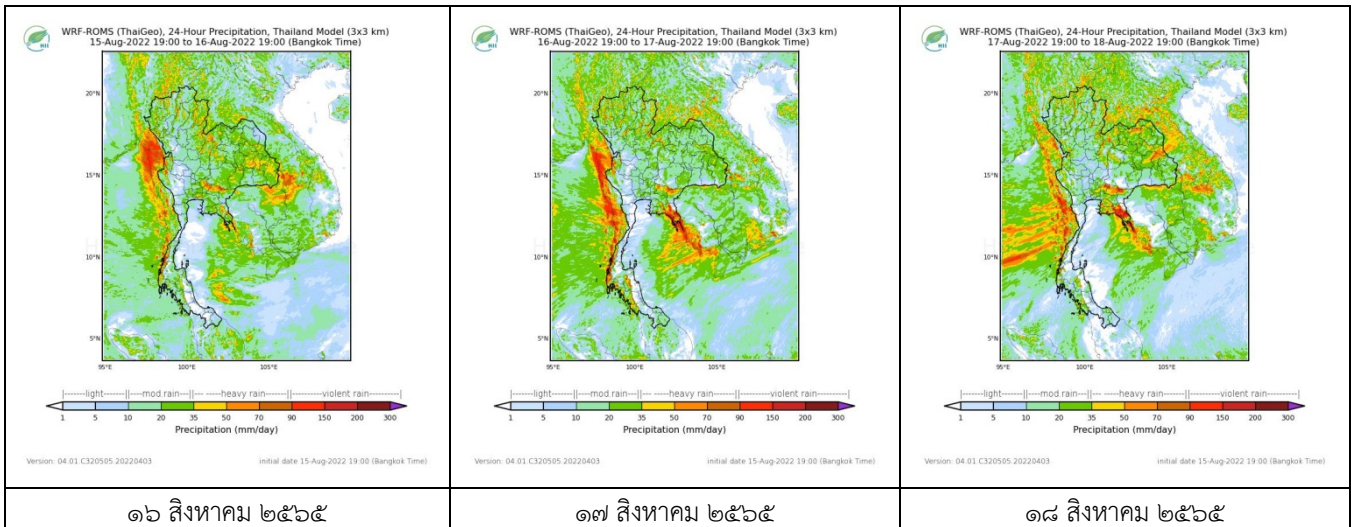 WRF-ROMS (ThaiGeo), 24-Hour Precipitation, Thailand Model (3x3 km)
15-Aug-2022 19:00 to 16-Aug-2022 19:00 (Bangkok Time)
HII
20°N
15°N
10°N
5°N
95°E 100°E 105°E
|-------light-------||----mod.rain---||--- ----heavy rain----||-------violent rain---------|
1 5 10 20 35 50 70 90 150 200 300
Precipitation (mm/day)
Version: 04.01.C320505.20220403 initial date 15-Aug-2022 19:00 (Bangkok Time)
๑๖ สิงหาคม ๒๕๖๕
WRF-ROMS (ThaiGeo), 24-Hour Precipitation, Thailand Model (3x3 km)
16-Aug-2022 19:00 to 17-Aug-2022 19:00 (Bangkok Time)
HII
20°N
15°N
10°N
5°N
95°E 100°E 105°E
|-------light-------||----mod.rain---||--- ----heavy rain----||-------violent rain---------|
1 5 10 20 35 50 70 90 150 200 300
Precipitation (mm/day)
Version: 04.01.C320505.20220403 initial date 15-Aug-2022 19:00 (Bangkok Time)
๑๗ สิงหาคม ๒๕๖๕
WRF-ROMS (ThaiGeo), 24-Hour Precipitation, Thailand Model (3x3 km)
17-Aug-2022 19:00 to 18-Aug-2022 19:00 (Bangkok Time)
HII
20°N
15°N
10°N
5°N
95°E 100°E 105°E
|-------light-------||----mod.rain---||--- ----heavy rain----||-------violent rain---------|
1 5 10 20 35 50 70 90 150 200 300
Precipitation (mm/day)
Version: 04.01.C320505.20220403 initial date 15-Aug-2022 19:00 (Bangkok Time)
๑๘ สิงหาคม ๒๕๖๕